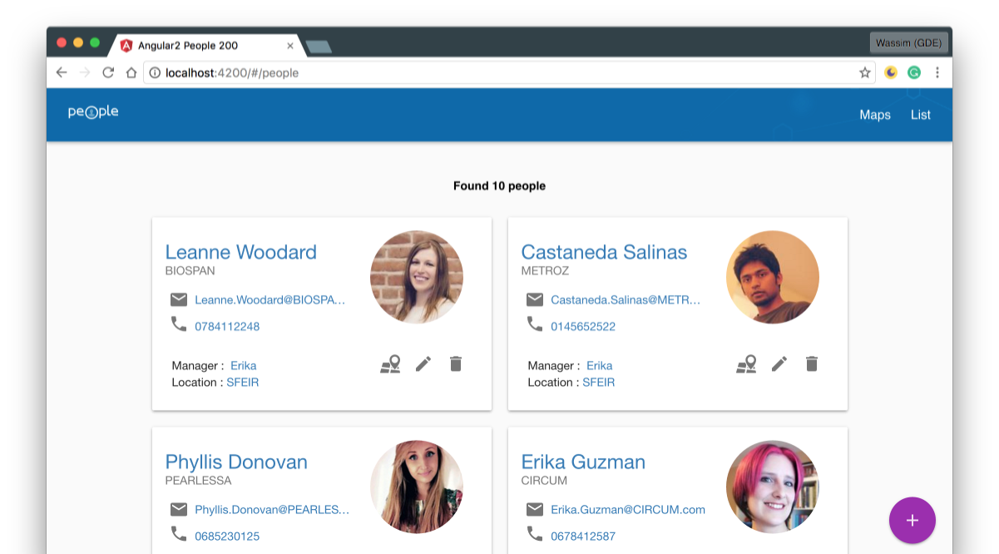 Angular2 People 200
Wassim (GDE)
localhost:4200/#/people
people
Maps
List
Found 10 people
Leanne Woodard
BIOSPAN
Leanne.Woodard@BIOSPA...
0784112248
Manager : Erika
Location : SFEIR
Castaneda Salinas
METROZ
Castaneda.Salinas@METR...
0145652522
Manager : Erika
Location : SFEIR
Phyllis Donovan
PEARLESSA
Phyllis.Donovan@PEARLES...
0685230125
Erika Guzman
CIRCUM
Erika.Guzman@CIRCUM.com
0678412587